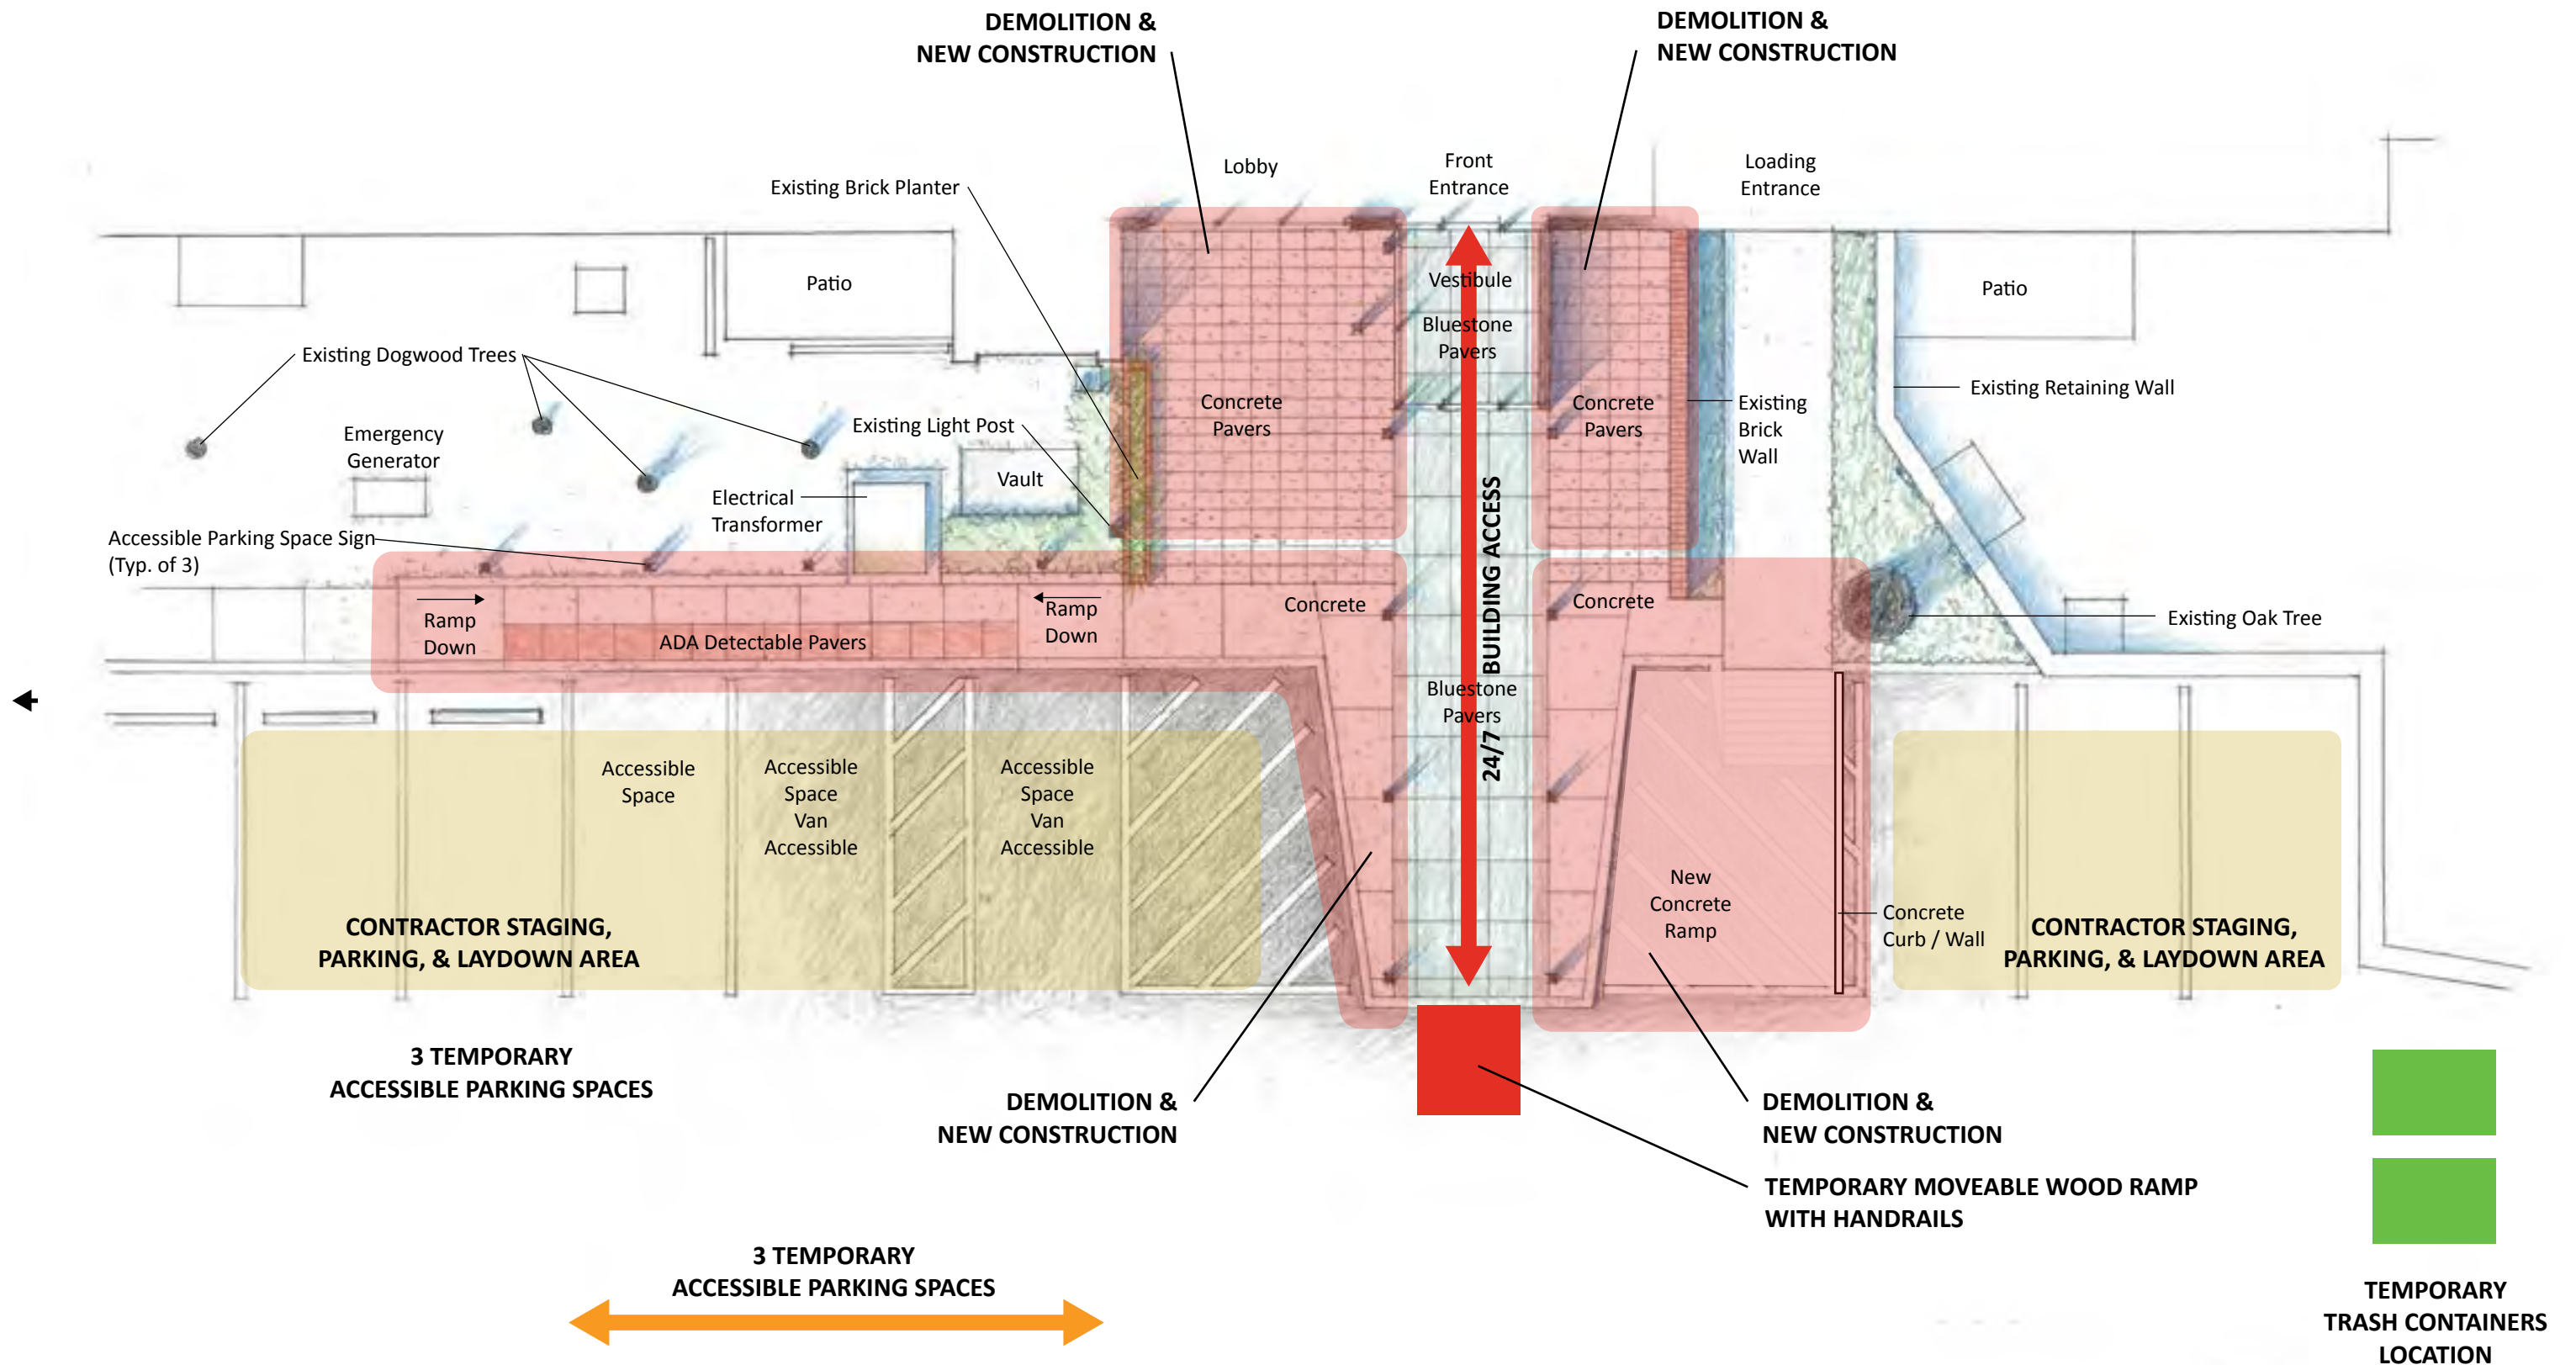 DEMOLITION &
NEW CONSTRUCTION
DEMOLITION &
NEW CONSTRUCTION
Lobby
Front
Entrance
Loading
Entrance
Existing Brick Planter
Patio
Vestibule
Bluestone
Pavers
Patio
Existing Dogwood Trees
Existing Retaining Wall
Concrete
Pavers
Concrete
Pavers
Existing
Brick
Wall
Existing Light Post
Emergency
Generator
Vault
Electrical
Transformer
Accessible Parking Space Sign
(Typ. of 3)
24/7 BUILDING ACCESS
Ramp
Down
ADA Detectable Pavers
Ramp
Down
Concrete
Concrete
Existing Oak Tree
Bluestone
Pavers
Accessible
Space
Accessible
Space
Van
Accessible
Accessible
Space
Van
Accessible
New
Concrete
Ramp
Concrete
Curb / Wall
CONTRACTOR STAGING,
PARKING, & LAYDOWN AREA
CONTRACTOR STAGING,
PARKING, & LAYDOWN AREA
3 TEMPORARY
ACCESSIBLE PARKING SPACES
DEMOLITION &
NEW CONSTRUCTION
DEMOLITION &
NEW CONSTRUCTION
TEMPORARY MOVEABLE WOOD RAMP
WITH HANDRAILS
3 TEMPORARY
ACCESSIBLE PARKING SPACES
TEMPORARY
TRASH CONTAINERS
LOCATION